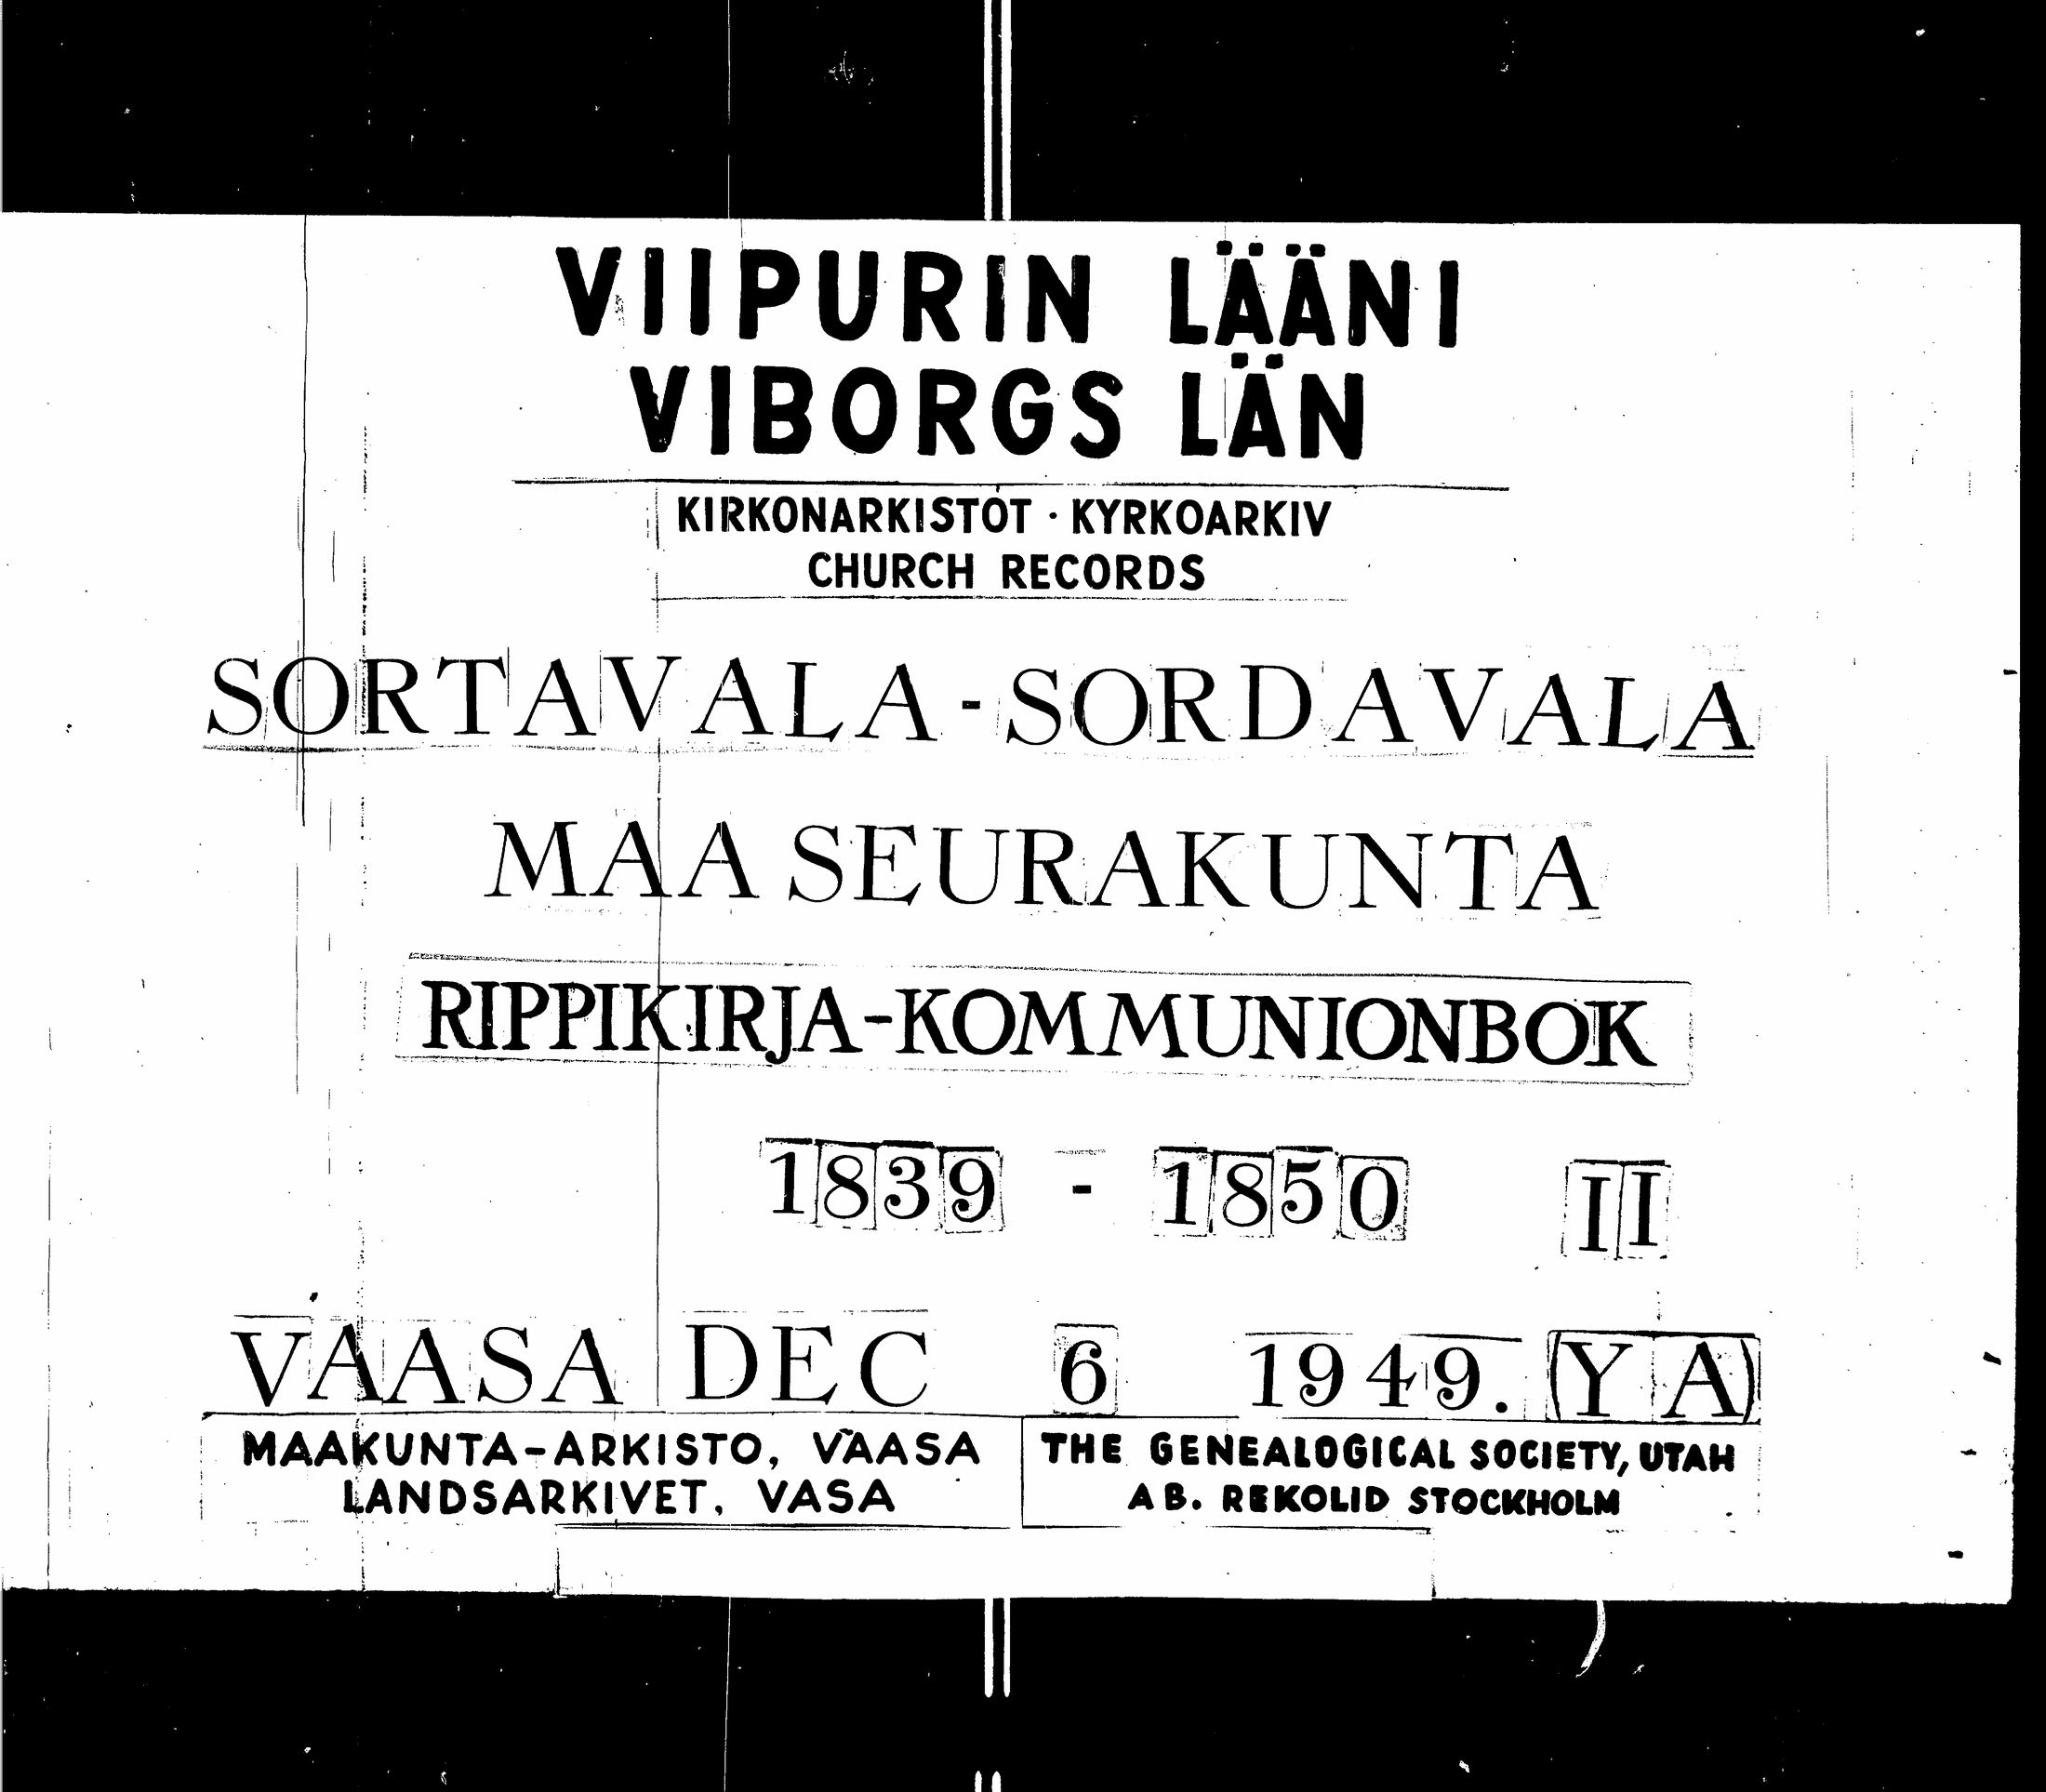 VIIPURIN LÄÄNI
VIBORGS LÄN
KIRKONARKISTOT · KYRKOARKIV
CHURCH RECORDS
SORTAVALA - SORDAVALA
MAA SEURAKUNTA
RIPPIKIRJA-KOMMUNIONBOK
1839 - 1850 II
VAASA DEC 6 1949. (YA)
MAAKUNTA-ARKISTO, VAASA
LANDSARKIVET, VASA
THE GENEALOGICAL SOCIETY, UTAH
AB. REKOLID STOCKHOLM